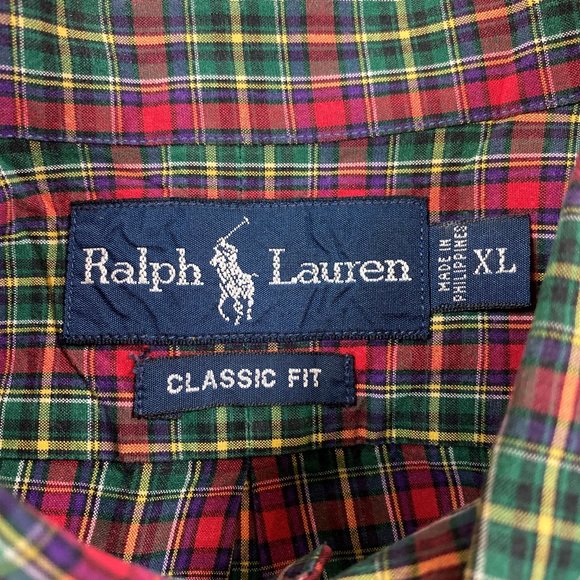 Ralph Lauren
MADE IN
PHILIPPINES
XL
CLASSIC FIT